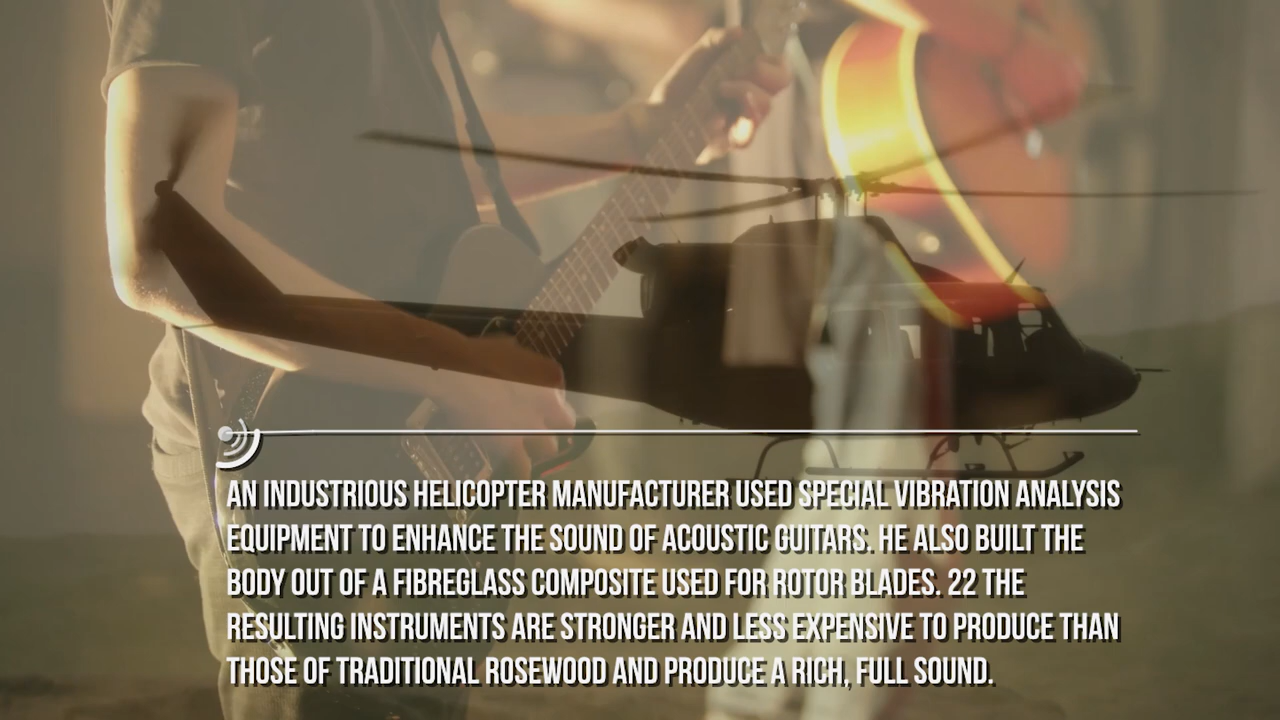 AN INDUSTRIOUS HELICOPTER MANUFACTURER USED SPECIAL VIBRATION ANALYSIS
EQUIPMENT TO ENHANCE THE SOUND OF ACOUSTIC GUITARS. HE ALSO BUILT THE
BODY OUT OF A FIBREGLASS COMPOSITE USED FOR ROTOR BLADES. 22 THE
RESULTING INSTRUMENTS ARE STRONGER AND LESS EXPENSIVE TO PRODUCE THAN
THOSE OF TRADITIONAL ROSEWOOD AND PRODUCE A RICH, FULL SOUND.